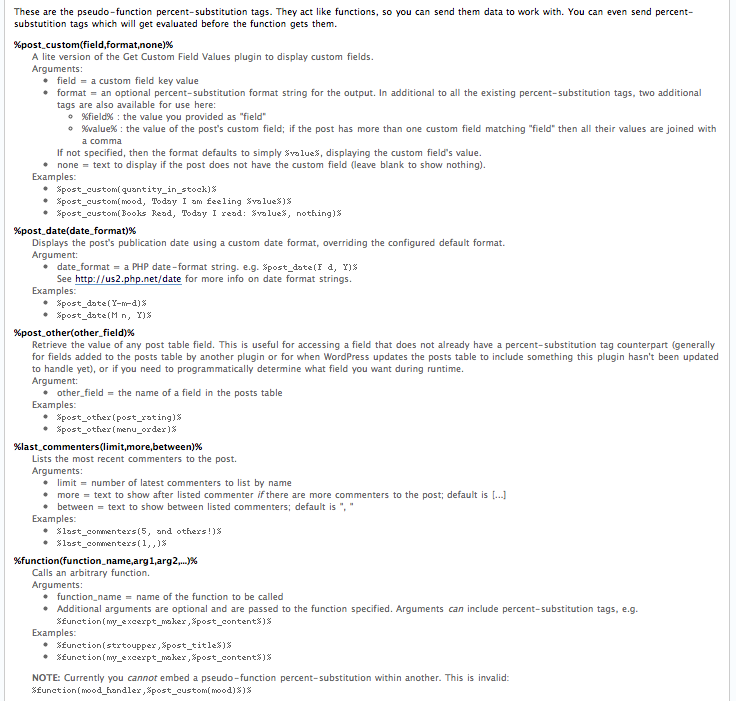 These are the pseudo-function percent-substitution tags. They act like functions, so you can send them data to work with. You can even send percent-
substutition tags which will get evaluated before the function gets them.
%post_custom(field,format,none)%
A lite version of the Get Custom Field Values plugin to display custom fields.
Arguments:
• field = a custom field key value
• format = an optional percent-substitution format string for the output. In additional to all the existing percent-substitution tags, two additional
tags are also available for use here:
◦ %field% : the value you provided as "field"
◦ %value% : the value of the post's custom field; if the post has more than one custom field matching "field" then all their values are joined with
a comma
If not specified, then the format defaults to simply %value%, displaying the custom field's value.
• none = text to display if the post does not have the custom field (leave blank to show nothing).
Examples:
• %post_custom(quantity_in_stock)%
• %post_custom(mood, Today I am feeling %value%)%
• %post_custom(Books Read, Today I read: %value%, nothing)%
%post_date(date_format)%
Displays the post's publication date using a custom date format, overriding the configured default format.
Argument:
• date_format = a PHP date-format string. e.g. %post_date(F d, Y)%
See http://us2.php.net/date for more info on date format strings.
Examples:
• %post_date(Y-m-d)%
• %post_date(M n, Y)%
%post_other(other_field)%
Retrieve the value of any post table field. This is useful for accessing a field that does not already have a percent-substitution tag counterpart (generally
for fields added to the posts table by another plugin or for when WordPress updates the posts table to include something this plugin hasn't been updated
to handle yet), or if you need to programmatically determine what field you want during runtime.
Argument:
• other_field = the name of a field in the posts table
Examples:
• %post_other(post_rating)%
• %post_other(menu_order)%
%last_commenters(limit,more,between)%
Lists the most recent commenters to the post.
Arguments:
• limit = number of latest commenters to list by name
• more = text to show after listed commenter if there are more commenters to the post; default is [...]
• between = text to show between listed commenters; default is ", "
Examples:
• %last_commenters(5, and others!)%
• %last_commenters(1,,)%
%function(function_name,arg1,arg2,...)%
Calls an arbitrary function.
Arguments:
• function_name = name of the function to be called
• Additional arguments are optional and are passed to the function specified. Arguments can include percent-substitution tags, e.g.
%function(my_excerpt_maker,%post_content%)%
Examples:
• %function(strtoupper,%post_title%)%
• %function(my_excerpt_maker,%post_content%)%
NOTE: Currently you cannot embed a pseudo-function percent-substitution within another. This is invalid:
%function(mood_handler,%post_custom(mood)%)%